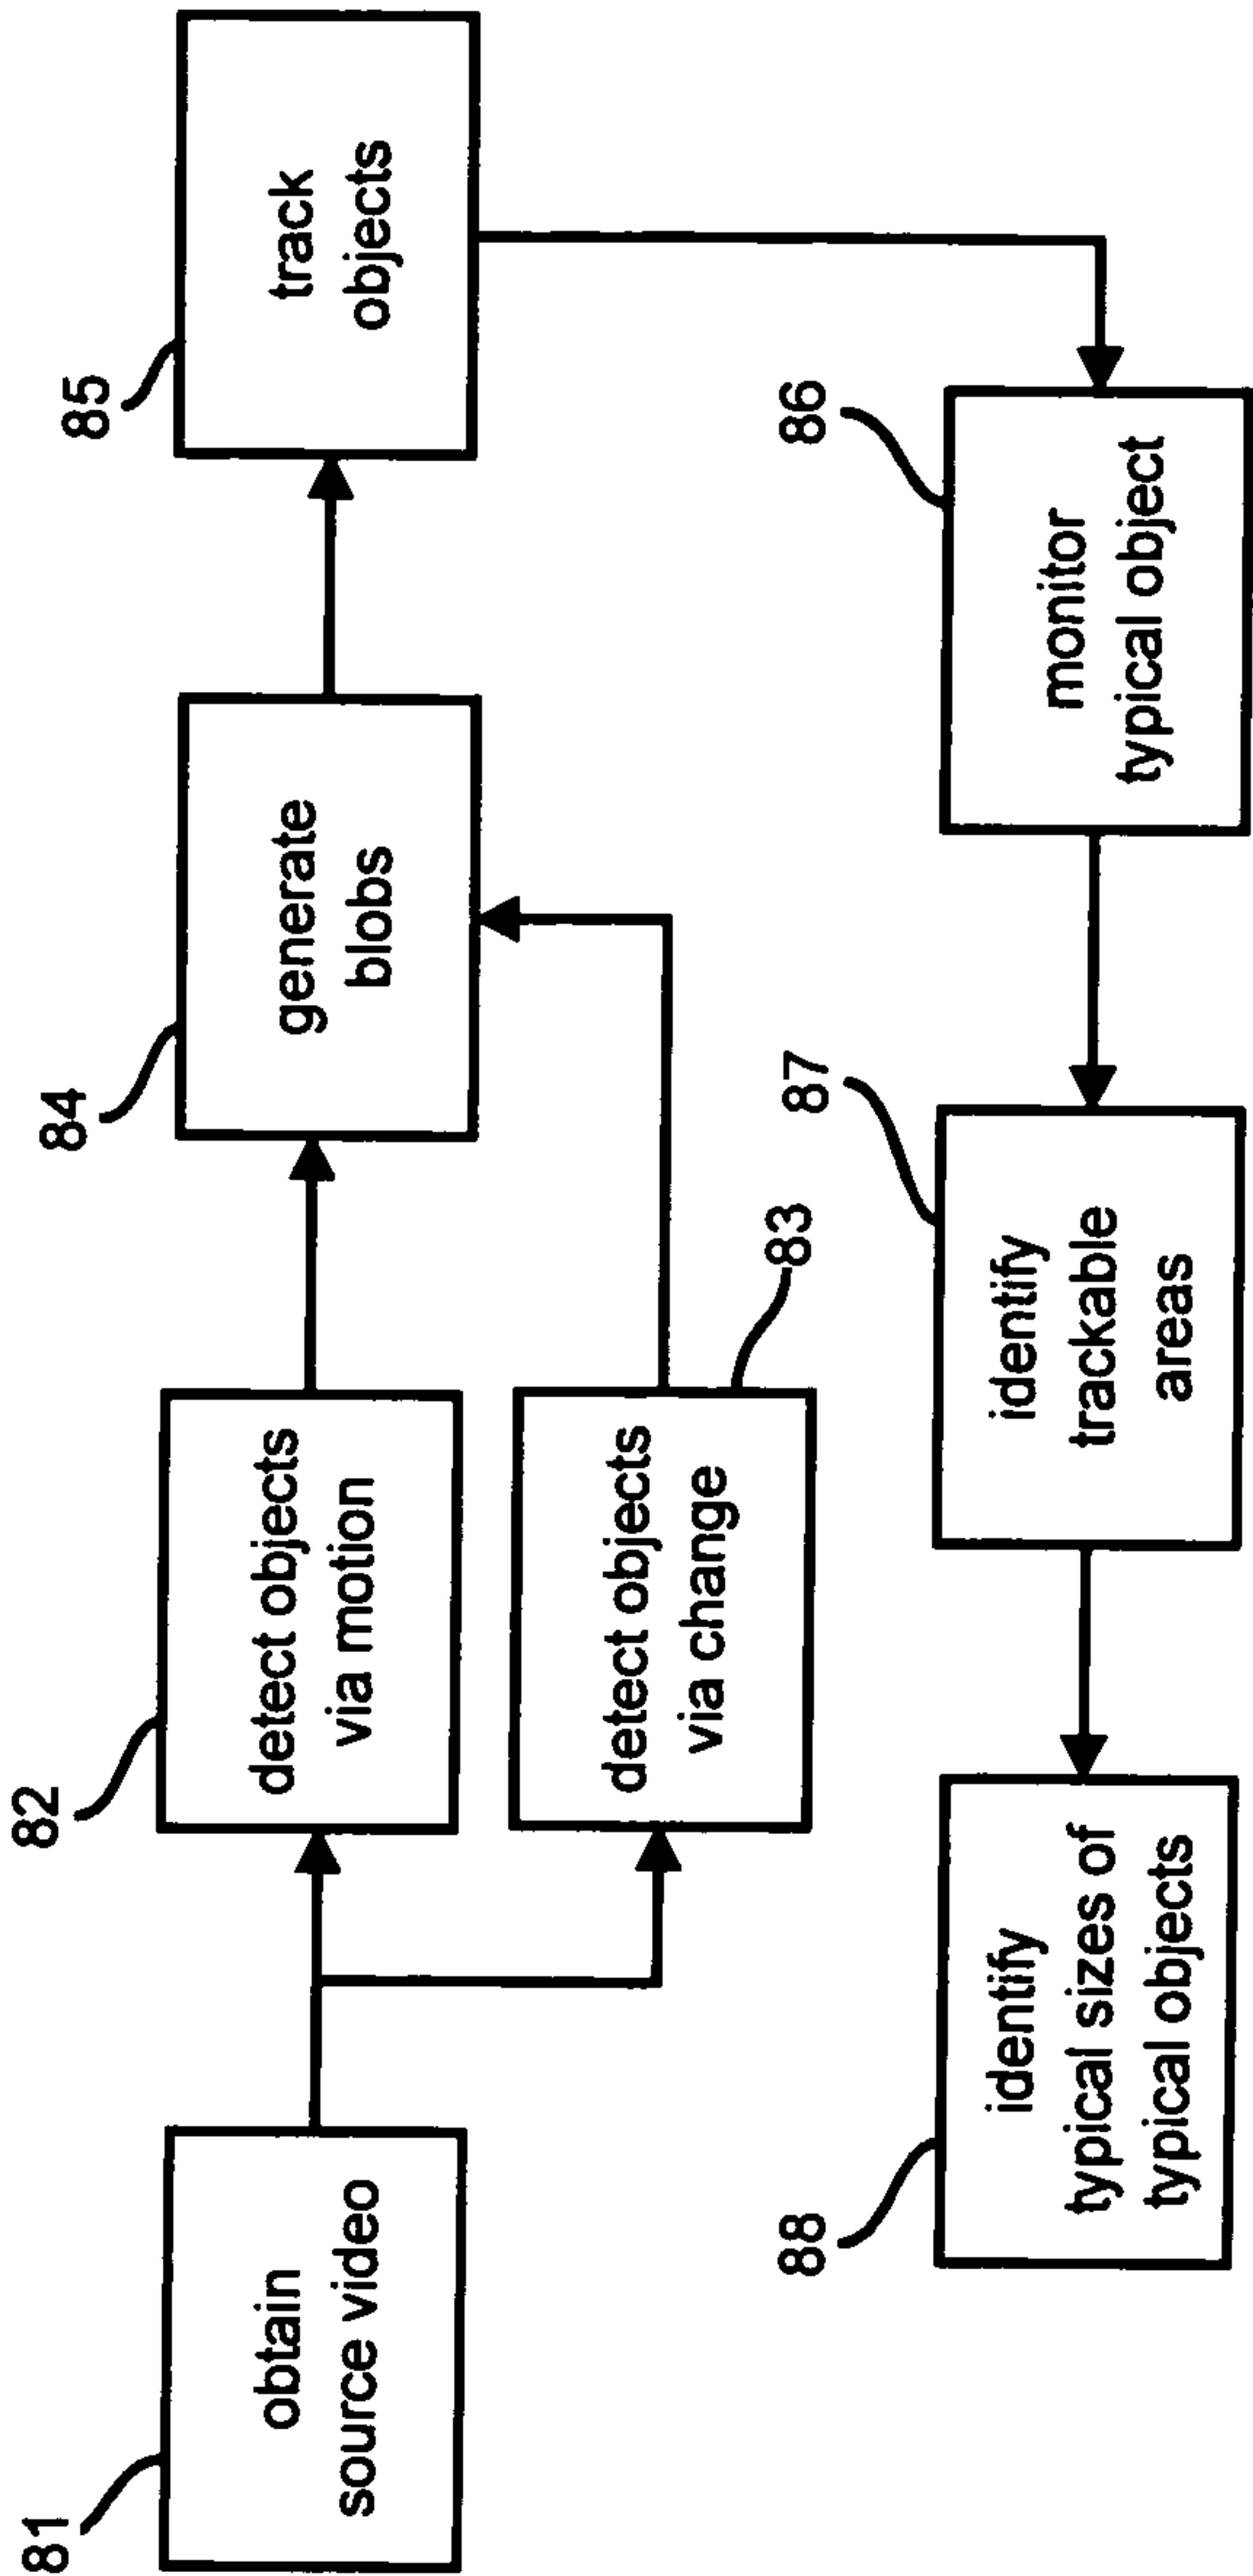 81
obtain
source video
82
detect objects
via motion
83
detect objects
via change
84
generate
blobs
85
track
objects
86
monitor
typical object
87
identify
trackable
areas
88
identify
typical sizes of
typical objects